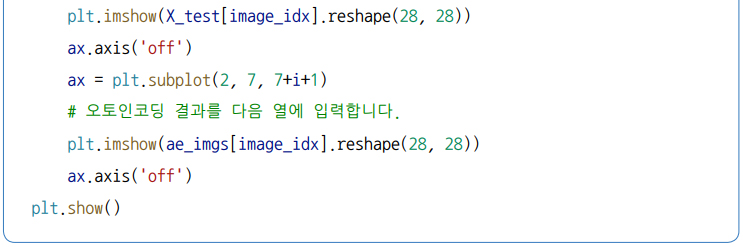 plt.imshow(X_test[image_idx].reshape(28, 28))
ax.axis('off')
ax = plt.subplot(2, 7, 7+i+1)
# 오토인코딩 결과를 다음 열에 입력합니다.
plt.imshow(ae_imgs[image_idx].reshape(28, 28))
ax.axis('off')
plt.show()